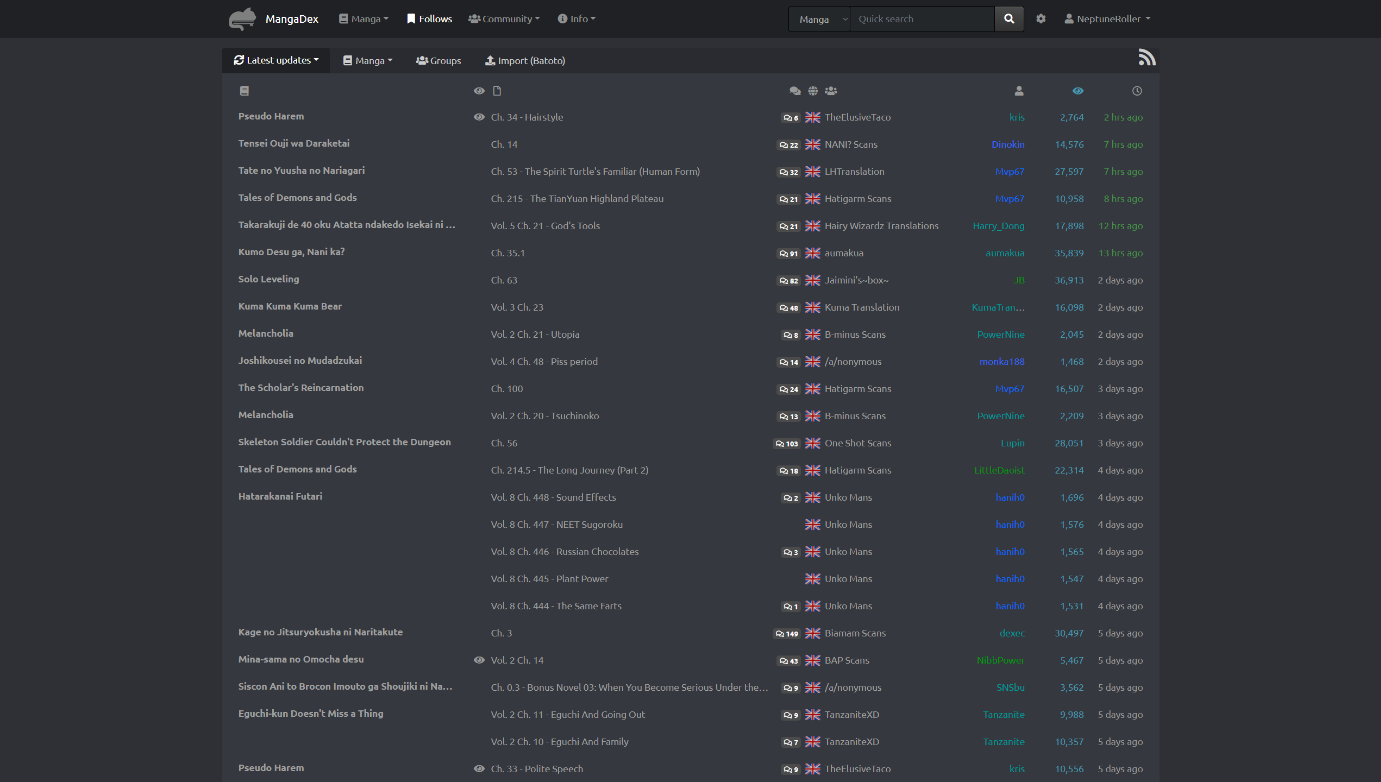 MangaDex Manga Follows Community Info Manga Quick search NeptuneRoller
Latest updates Manga Groups Import (Batoto)
Pseudo Harem Ch. 34 - Hairstyle 6 TheElusiveTaco kris 2,764 2 hrs ago
Tensei Ouji wa Daraketai Ch. 14 22 NANI? Scans Dinokin 14,576 7 hrs ago
Tate no Yuusha no Nariagari Ch. 53 - The Spirit Turtle's Familiar (Human Form) 32 LHTranslation Mvp67 27,597 7 hrs ago
Tales of Demons and Gods Ch. 215 - The TianYuan Highland Plateau 21 Hatigarm Scans Mvp67 10,958 8 hrs ago
Takarakuji de 40 oku Atatta ndakedo Isekai ni ... Vol. 5 Ch. 21 - God's Tools 21 Hairy Wizardz Translations Harry_Dong 17,898 12 hrs ago
Kumo Desu ga, Nani ka? Ch. 35.1 91 aumakua aumakua 35,839 13 hrs ago
Solo Leveling Ch. 63 82 Jaimini's~box~ JB 36,913 2 days ago
Kuma Kuma Kuma Bear Vol. 3 Ch. 23 48 Kuma Translation KumaTran... 16,098 2 days ago
Melancholia Vol. 2 Ch. 21 - Utopia 8 B-minus Scans PowerNine 2,045 2 days ago
Joshikousei no Mudadzukai Vol. 4 Ch. 48 - Piss period 14 /a/nonymous monka188 1,468 2 days ago
The Scholar's Reincarnation Ch. 100 24 Hatigarm Scans Mvp67 16,507 3 days ago
Melancholia Vol. 2 Ch. 20 - Tsuchinoko 13 B-minus Scans PowerNine 2,209 3 days ago
Skeleton Soldier Couldn't Protect the Dungeon Ch. 56 103 One Shot Scans Lupin 28,051 3 days ago
Tales of Demons and Gods Ch. 214.5 - The Long Journey (Part 2) 18 Hatigarm Scans LittleDaoist 22,314 4 days ago
Hatarakanai Futari Vol. 8 Ch. 448 - Sound Effects 2 Unko Mans hanih0 1,696 4 days ago
Vol. 8 Ch. 447 - NEET Sugoroku Unko Mans hanih0 1,576 4 days ago
Vol. 8 Ch. 446 - Russian Chocolates 3 Unko Mans hanih0 1,565 4 days ago
Vol. 8 Ch. 445 - Plant Power Unko Mans hanih0 1,547 4 days ago
Vol. 8 Ch. 444 - The Same Farts 1 Unko Mans hanih0 1,531 4 days ago
Kage no Jitsuryokusha ni Naritakute Ch. 3 149 Biamam Scans dexec 30,497 5 days ago
Mina-sama no Omocha desu Vol. 2 Ch. 14 43 BAP Scans NibbPower 5,467 5 days ago
Siscon Ani to Brocon Imouto ga Shoujiki ni Na... Ch. 0.3 - Bonus Novel 03: When You Become Serious Under the... 9 /a/nonymous SNSbu 3,562 5 days ago
Eguchi-kun Doesn't Miss a Thing Vol. 2 Ch. 11 - Eguchi And Going Out 9 TanzaniteXD Tanzanite 9,988 5 days ago
Vol. 2 Ch. 10 - Eguchi And Family 7 TanzaniteXD Tanzanite 10,357 5 days ago
Pseudo Harem Ch. 33 - Polite Speech 9 TheElusiveTaco kris 10,556 5 days ago